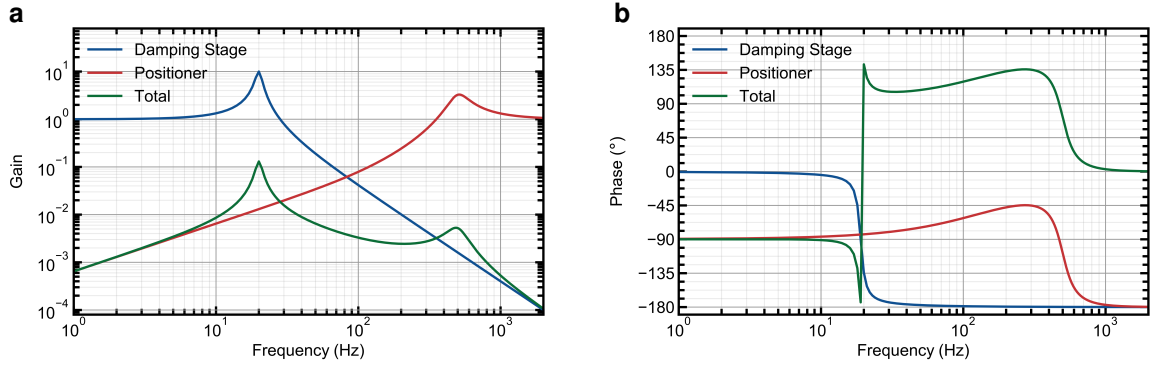 a
Damping Stage
Positioner
Total
10¹
10⁰
10⁻¹
10⁻²
10⁻³
10⁻⁴
Gain
10⁰ 10¹ 10² 10³
Frequency (Hz)
b
Damping Stage
Positioner
Total
180
135
90
45
0
−45
−90
−135
−180
Phase (°)
10⁰ 10¹ 10² 10³
Frequency (Hz)